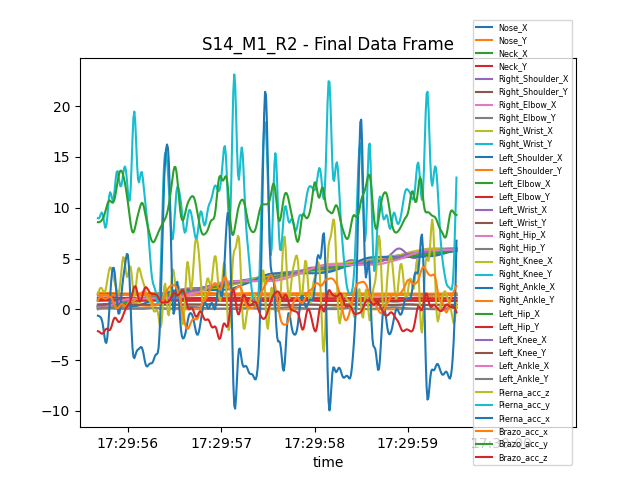 S14_M1_R2 - Final Data Frame
20
15
10
5
0
−5
−10
17:29:56
17:29:57
17:29:58
17:29:59
time
Nose_X
Nose_Y
Neck_X
Neck_Y
Right_Shoulder_X
Right_Shoulder_Y
Right_Elbow_X
Right_Elbow_Y
Right_Wrist_X
Right_Wrist_Y
Left_Shoulder_X
Left_Shoulder_Y
Left_Elbow_X
Left_Elbow_Y
Left_Wrist_X
Left_Wrist_Y
Right_Hip_X
Right_Hip_Y
Right_Knee_X
Right_Knee_Y
Right_Ankle_X
Right_Ankle_Y
Left_Hip_X
Left_Hip_Y
Left_Knee_X
Left_Knee_Y
Left_Ankle_X
Left_Ankle_Y
Pierna_acc_z
Pierna_acc_y
Pierna_acc_x
Brazo_acc_x
Brazo_acc_y
Brazo_acc_z